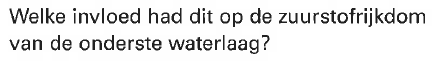 Welke invloed had dit op de zuurstofrijkdom
van de onderste waterlaag?